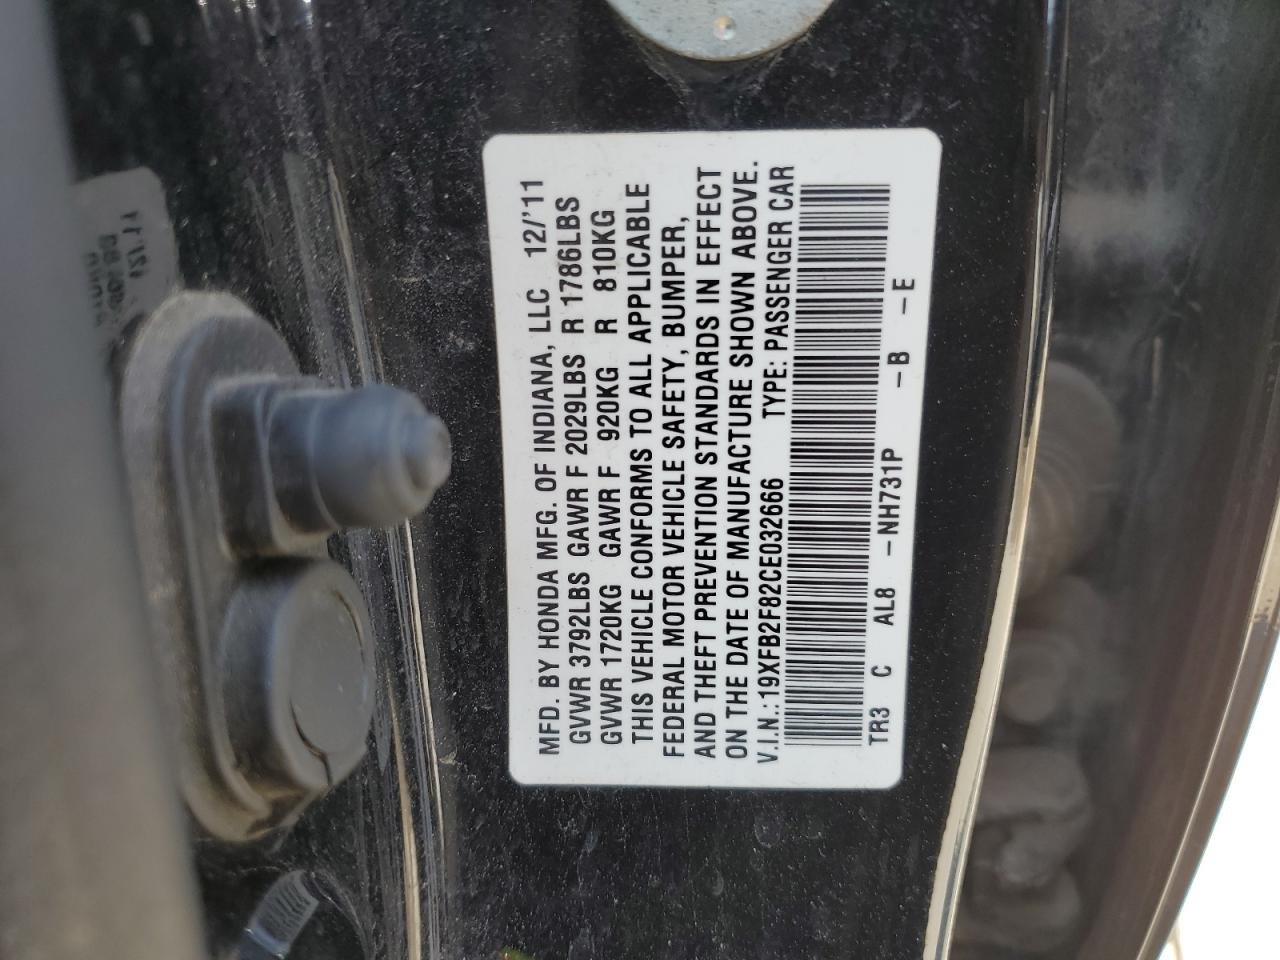 MFD. BY HONDA MFG. OF INDIANA, LLC 12/'11
GVWR 3792LBS GAWR F 2029LBS R 1786LBS
GVWR 1720KG GAWR F 920KG R 810KG
THIS VEHICLE CONFORMS TO ALL APPLICABLE
FEDERAL MOTOR VEHICLE SAFETY, BUMPER,
AND THEFT PREVENTION STANDARDS IN EFFECT
ON THE DATE OF MANUFACTURE SHOWN ABOVE.
V.I.N.:19XFB2F82CE032666 TYPE: PASSENGER CAR
TR3 C AL8 -NH731P -B -E